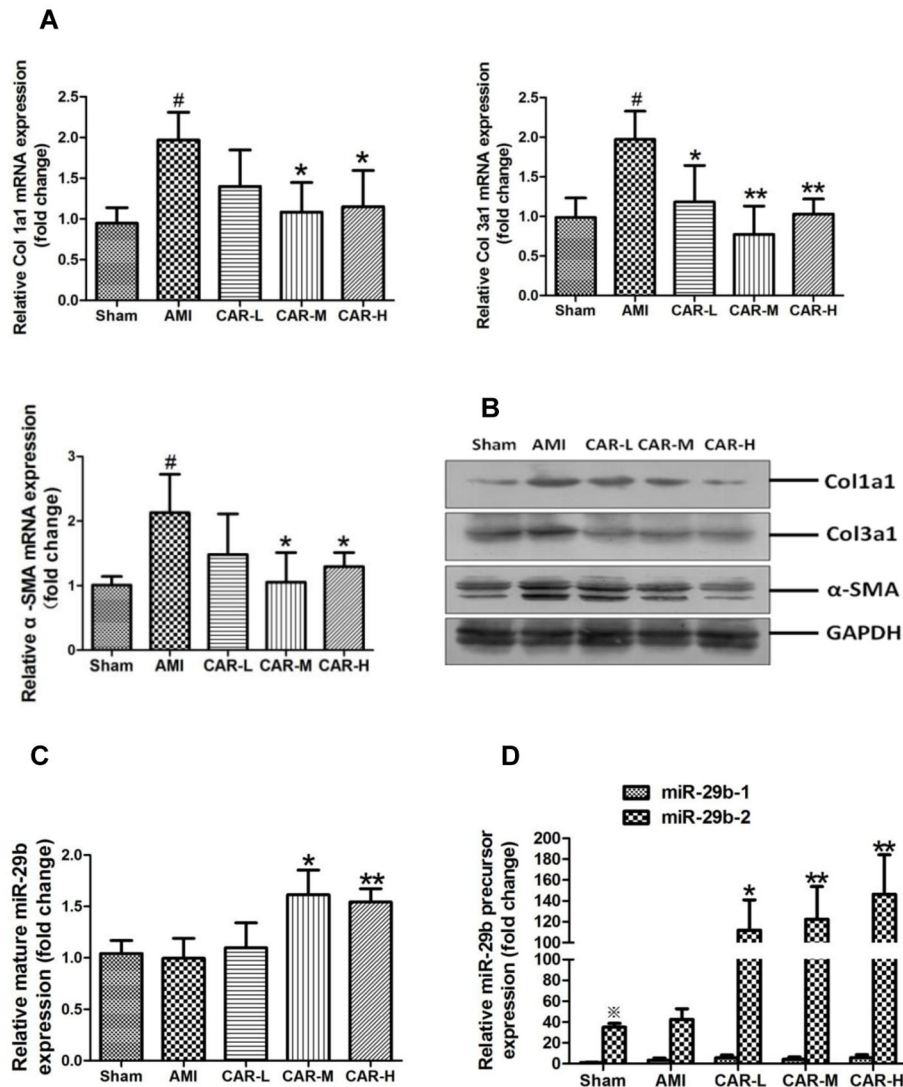 A
Relative Col 1a1 mRNA expression
(fold change)
2.5
2.0
1.5
1.0
0.5
0.0
#
*
*
Sham AMI CAR-L CAR-M CAR-H
Relative Col 3a1 mRNA expression
(fold change)
2.5
2.0
1.5
1.0
0.5
0.0
#
*
**
**
Sham AMI CAR-L CAR-M CAR-H
Relative α -SMA mRNA expression
(fold change)
3
2
1
0
#
*
*
Sham AMI CAR-L CAR-M CAR-H
B
Sham AMI CAR-L CAR-M CAR-H
Col1a1
Col3a1
α-SMA
GAPDH
C
Relative mature miR-29b
expression (fold change)
2.0
1.5
1.0
0.5
0.0
*
**
Sham AMI CAR-L CAR-M CAR-H
D
miR-29b-1
miR-29b-2
Relative miR-29b precursor
expression (fold change)
200
180
160
140
120
100
80
60
40
20
0
※
*
**
**
Sham AMI CAR-L CAR-M CAR-H